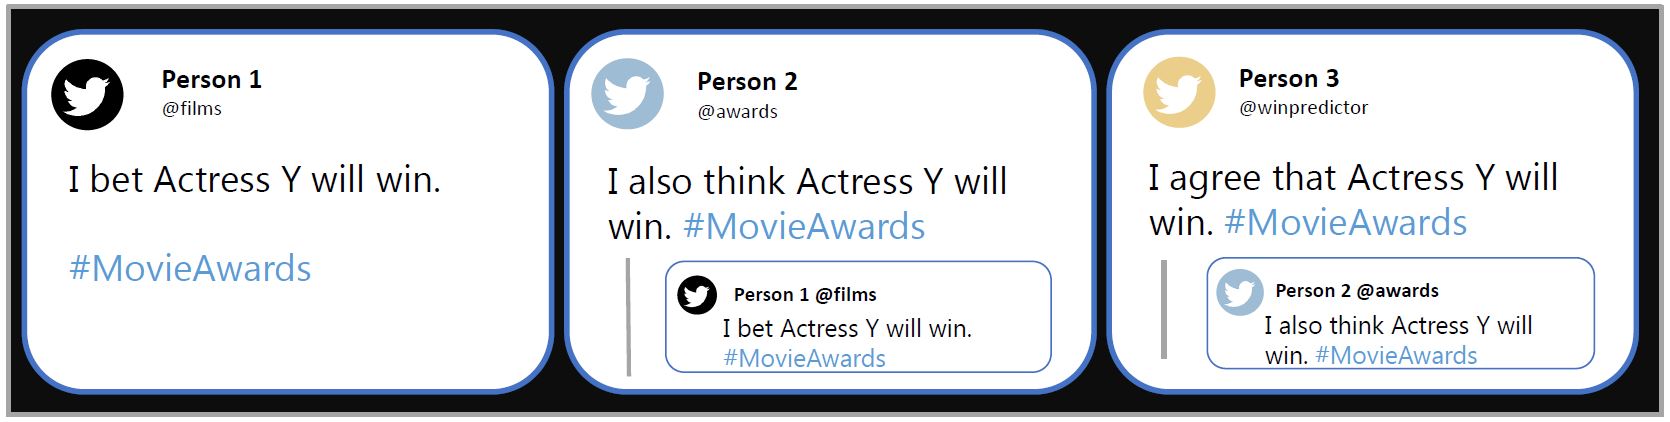 Person 1
@films
I bet Actress Y will win.
#MovieAwards
Person 2
@awards
I also think Actress Y will
win. #MovieAwards
Person 1 @films
I bet Actress Y will win.
#MovieAwards
Person 3
@winpredictor
I agree that Actress Y will
win. #MovieAwards
Person 2 @awards
I also think Actress Y will
win. #MovieAwards